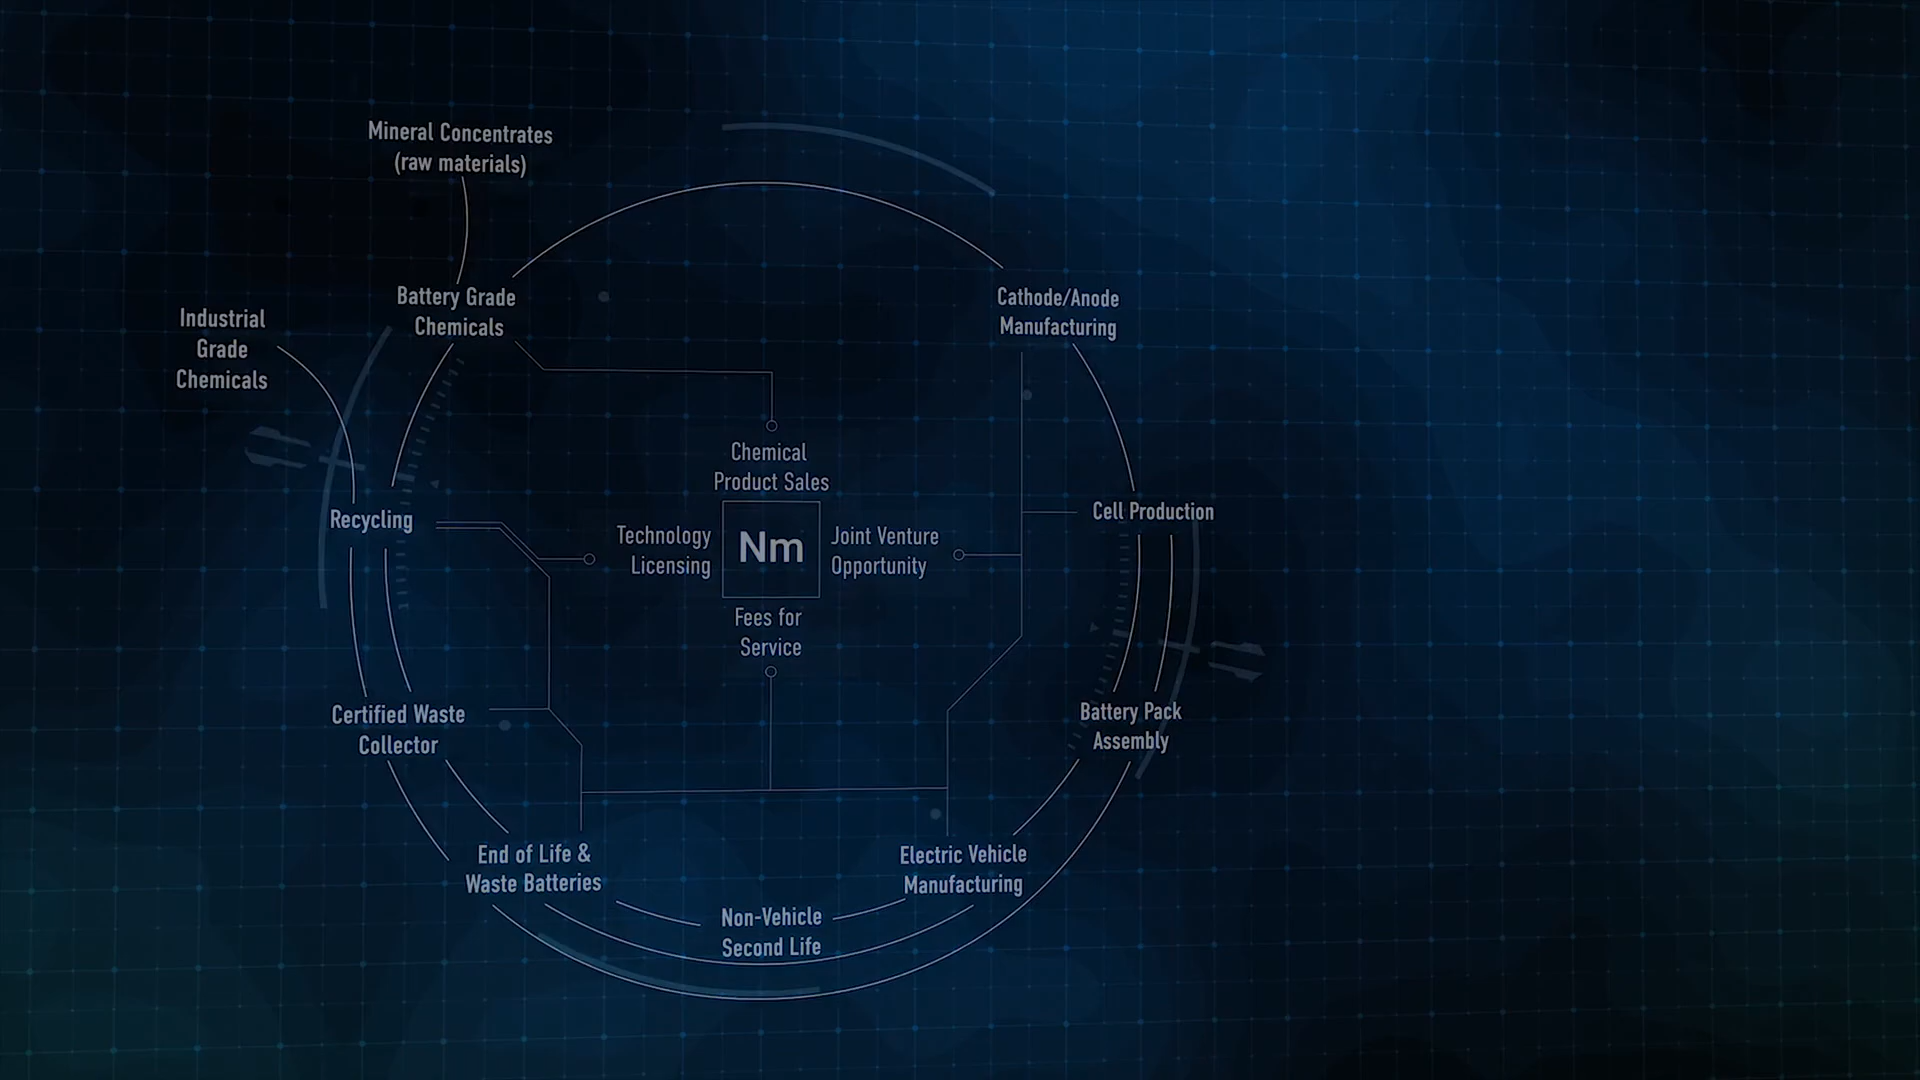 Mineral Concentrates
(raw materials)
Battery Grade
Chemicals
Cathode/Anode
Manufacturing
Industrial
Grade
Chemicals
Chemical
Product Sales
Recycling
Technology
Licensing
Nm
Joint Venture
Opportunity
Cell Production
Fees for
Service
Certified Waste
Collector
Battery Pack
Assembly
End of Life &
Waste Batteries
Electric Vehicle
Manufacturing
Non-Vehicle
Second Life